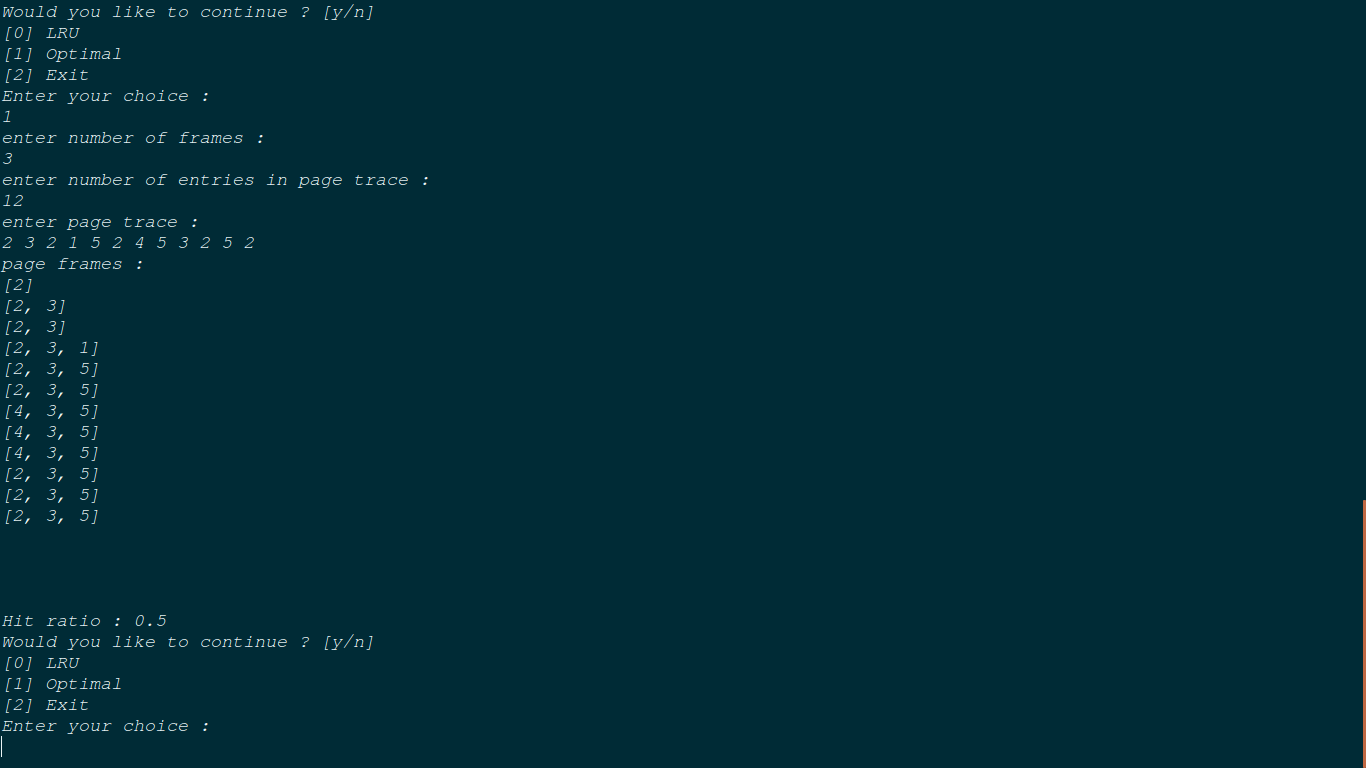 Would you like to continue ? [y/n]
[0] LRU
[1] Optimal
[2] Exit
Enter your choice :
1
enter number of frames :
3
enter number of entries in page trace :
12
enter page trace :
2 3 2 1 5 2 4 5 3 2 5 2
page frames :
[2]
[2, 3]
[2, 3]
[2, 3, 1]
[2, 3, 5]
[2, 3, 5]
[4, 3, 5]
[4, 3, 5]
[4, 3, 5]
[2, 3, 5]
[2, 3, 5]
[2, 3, 5]
Hit ratio : 0.5
Would you like to continue ? [y/n]
[0] LRU
[1] Optimal
[2] Exit
Enter your choice :